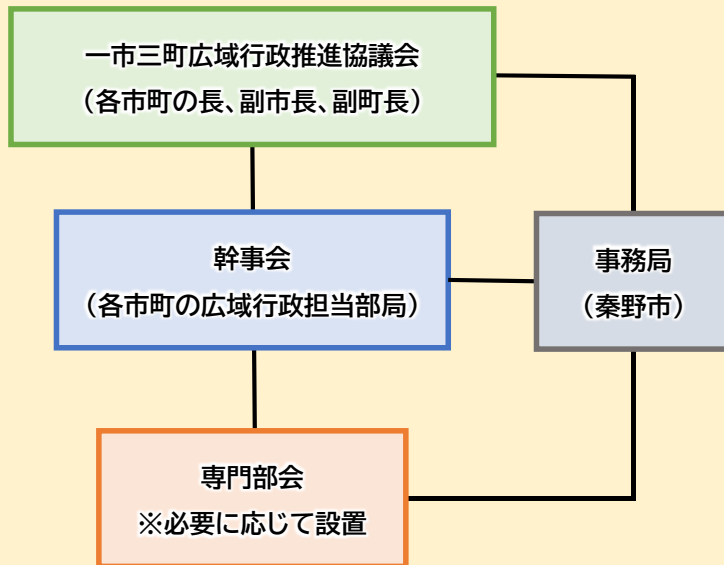 一市三町広域行政推進協議会
（各市町の長、副市長、副町長）
幹事会
（各市町の広域行政担当部局）
事務局
（秦野市）
専門部会
※必要に応じて設置